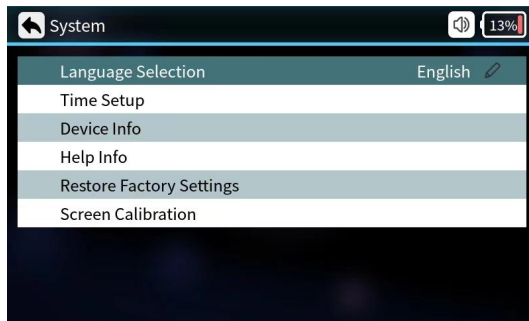 System
13%
Language Selection English
Time Setup
Device Info
Help Info
Restore Factory Settings
Screen Calibration